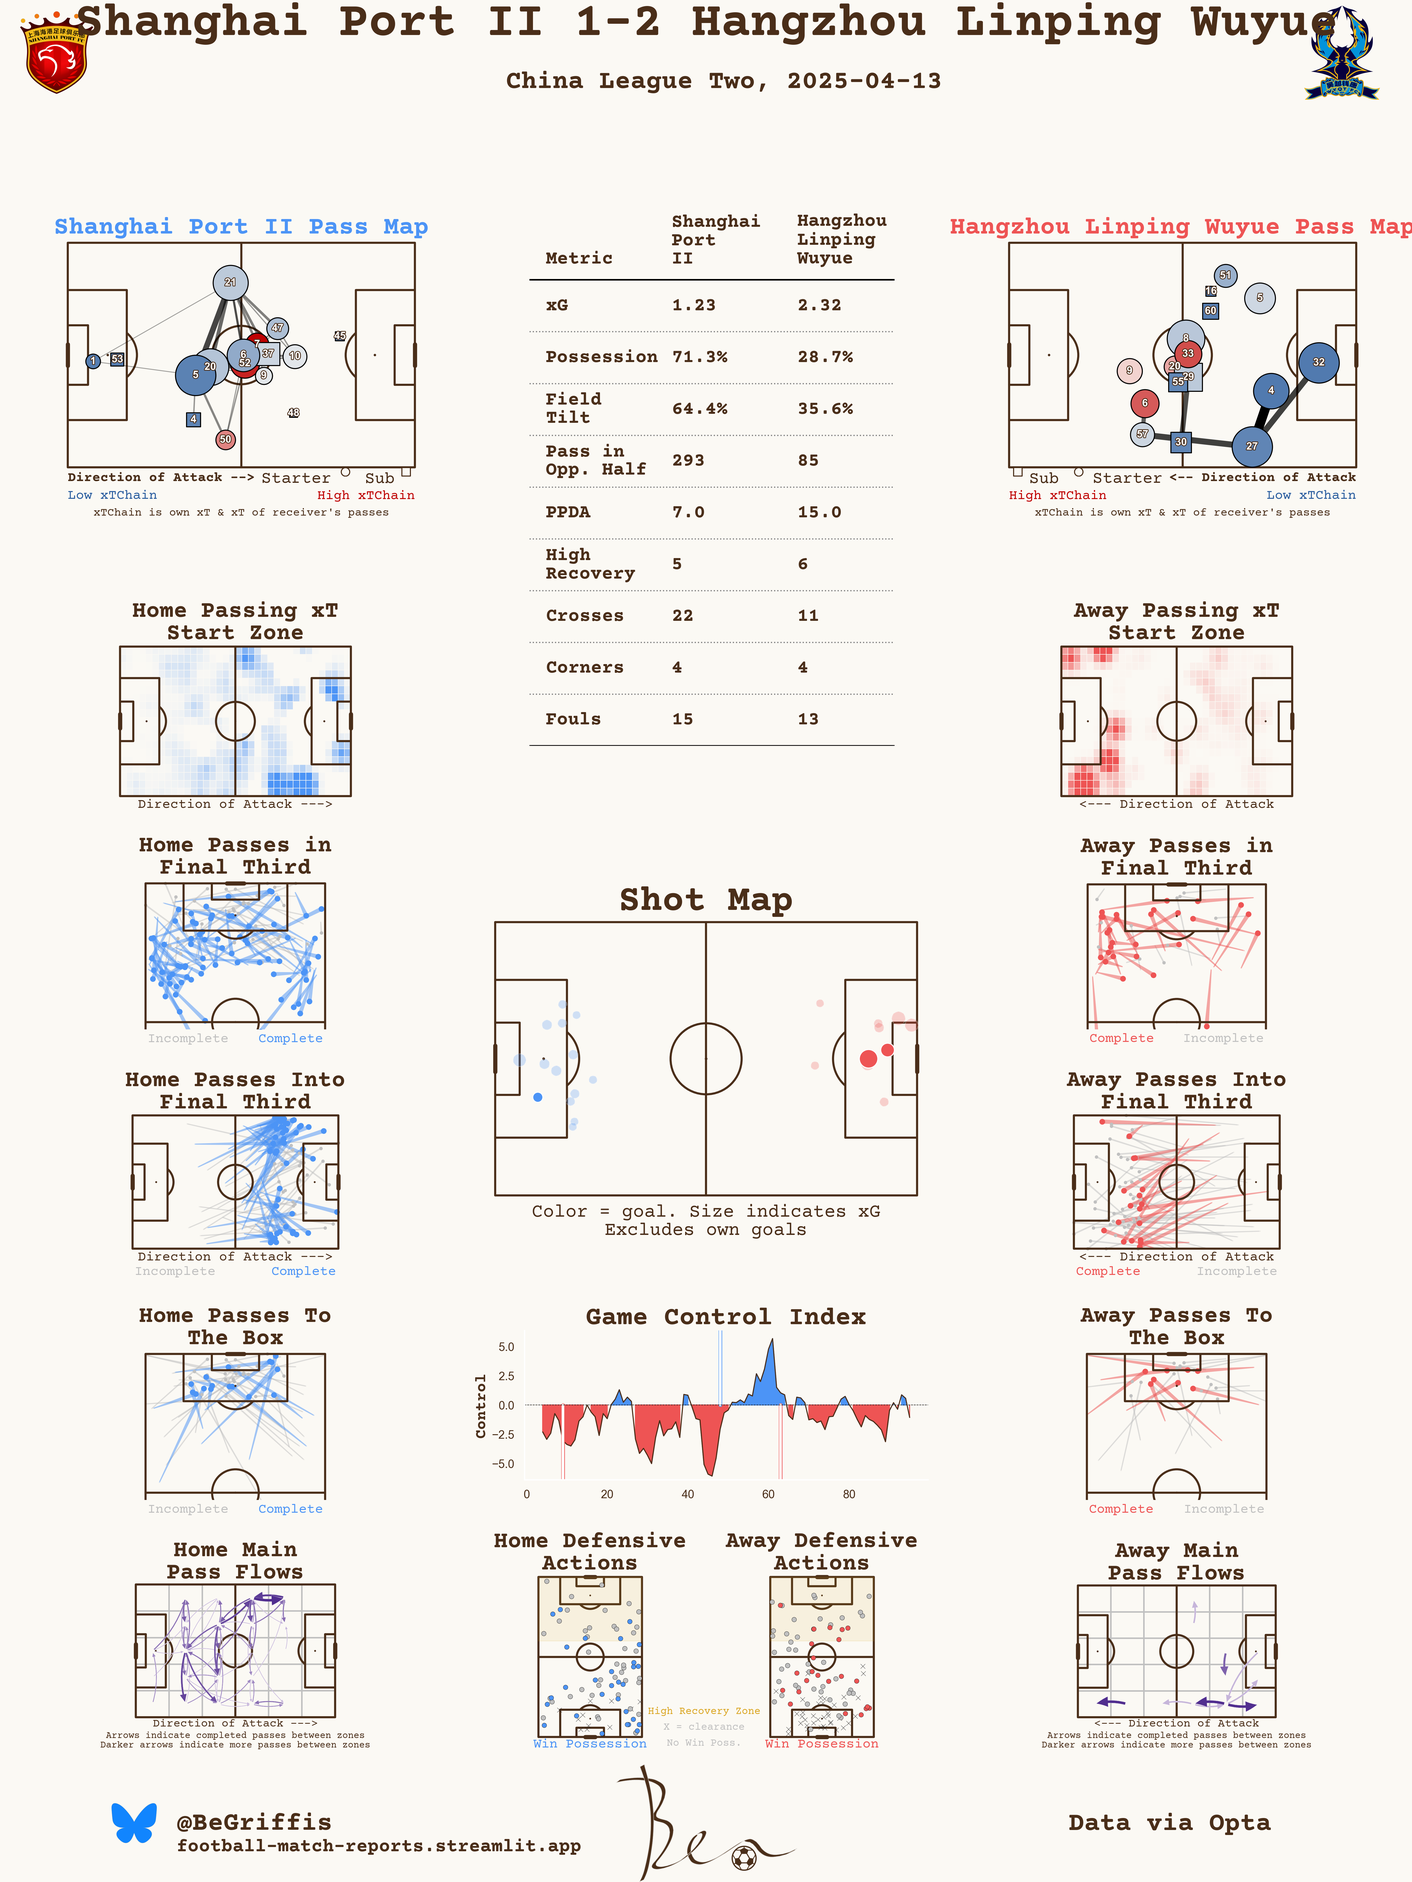 Shanghai Port II 1-2 Hangzhou Linping Wuyue
China League Two, 2025-04-13
上海海港足球俱乐部
SHANGHAI PORT FC
Shanghai Port II Pass Map
21
47
7
6
37
10
52
20
5
9
1
53
45
4
48
50
Direction of Attack -->
Starter
Sub
Low xTChain
High xTChain
xTChain is own xT & xT of receiver's passes
Metric
Shanghai Port II
Hangzhou Linping Wuyue
xG 1.23 2.32
Possession 71.3% 28.7%
Field Tilt 64.4% 35.6%
Pass in Opp. Half 293 85
PPDA 7.0 15.0
High Recovery 5 6
Crosses 22 11
Corners 4 4
Fouls 15 13
Hangzhou Linping Wuyue Pass Map
51
16
5
60
8
33
32
9
20
29
55
4
6
57
30
27
Sub
Starter
<-- Direction of Attack
High xTChain
Low xTChain
xTChain is own xT & xT of receiver's passes
Home Passing xT
Start Zone
Direction of Attack --->
Away Passing xT
Start Zone
<--- Direction of Attack
Home Passes in
Final Third
Incomplete
Complete
Away Passes in
Final Third
Complete
Incomplete
Shot Map
Color = goal. Size indicates xG
Excludes own goals
Home Passes Into
Final Third
Direction of Attack --->
Incomplete
Complete
Away Passes Into
Final Third
<--- Direction of Attack
Complete
Incomplete
Home Passes To
The Box
Incomplete
Complete
Game Control Index
Control
5.0
2.5
0.0
−2.5
−5.0
0
20
40
60
80
Away Passes To
The Box
Complete
Incomplete
Home Main
Pass Flows
Direction of Attack --->
Arrows indicate completed passes between zones
Darker arrows indicate more passes between zones
Home Defensive
Actions
Win Possession
Away Defensive
Actions
Win Possession
High Recovery Zone
X = clearance
No Win Poss.
Away Main
Pass Flows
<--- Direction of Attack
Arrows indicate completed passes between zones
Darker arrows indicate more passes between zones
@BeGriffis
football-match-reports.streamlit.app
Ben
Data via Opta